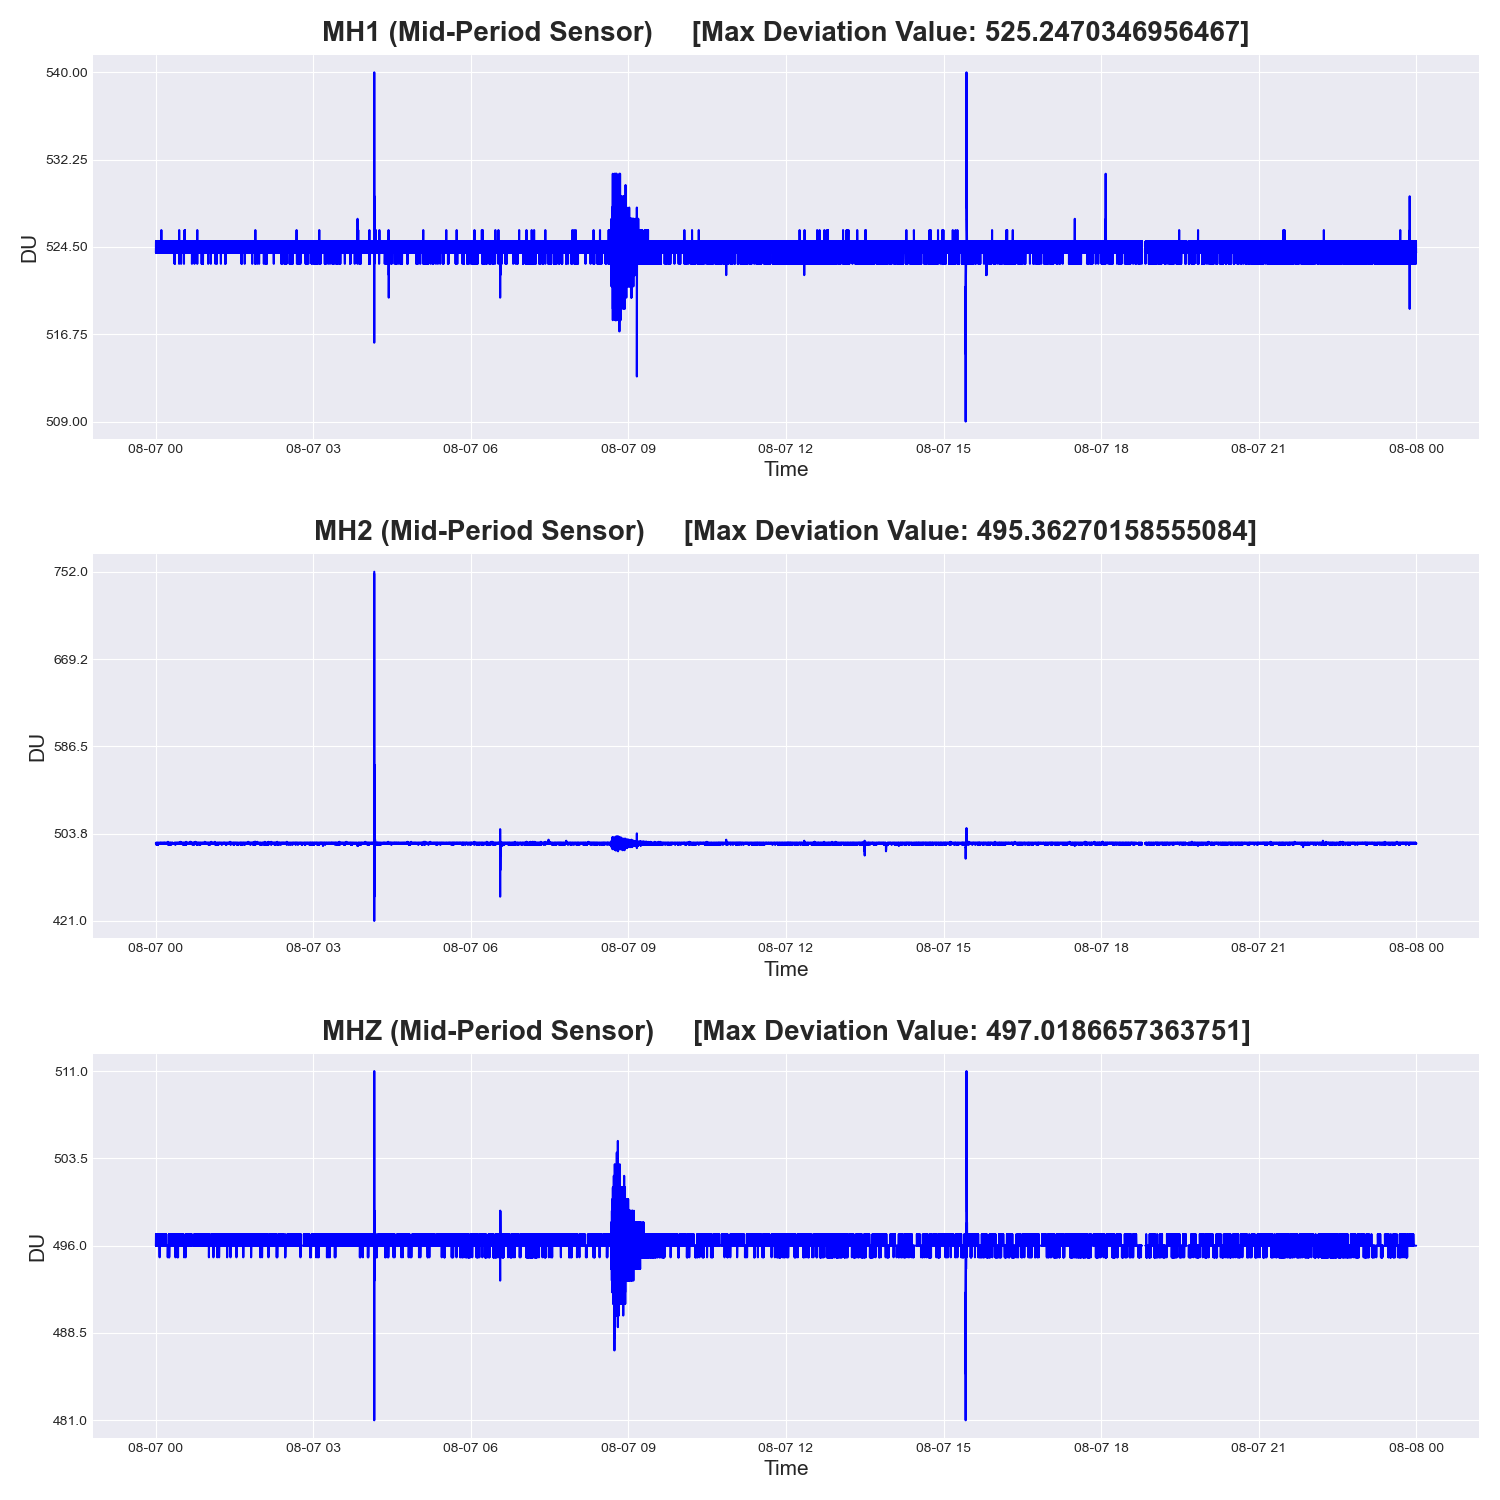 MH1 (Mid-Period Sensor)     [Max Deviation Value: 525.2470346956467]
540.00
532.25
524.50
516.75
509.00
DU
08-07 00 08-07 03 08-07 06 08-07 09 08-07 12 08-07 15 08-07 18 08-07 21 08-08 00
Time
MH2 (Mid-Period Sensor)     [Max Deviation Value: 495.36270158555084]
752.0
669.2
586.5
503.8
421.0
DU
08-07 00 08-07 03 08-07 06 08-07 09 08-07 12 08-07 15 08-07 18 08-07 21 08-08 00
Time
MHZ (Mid-Period Sensor)     [Max Deviation Value: 497.0186657363751]
511.0
503.5
496.0
488.5
481.0
DU
08-07 00 08-07 03 08-07 06 08-07 09 08-07 12 08-07 15 08-07 18 08-07 21 08-08 00
Time